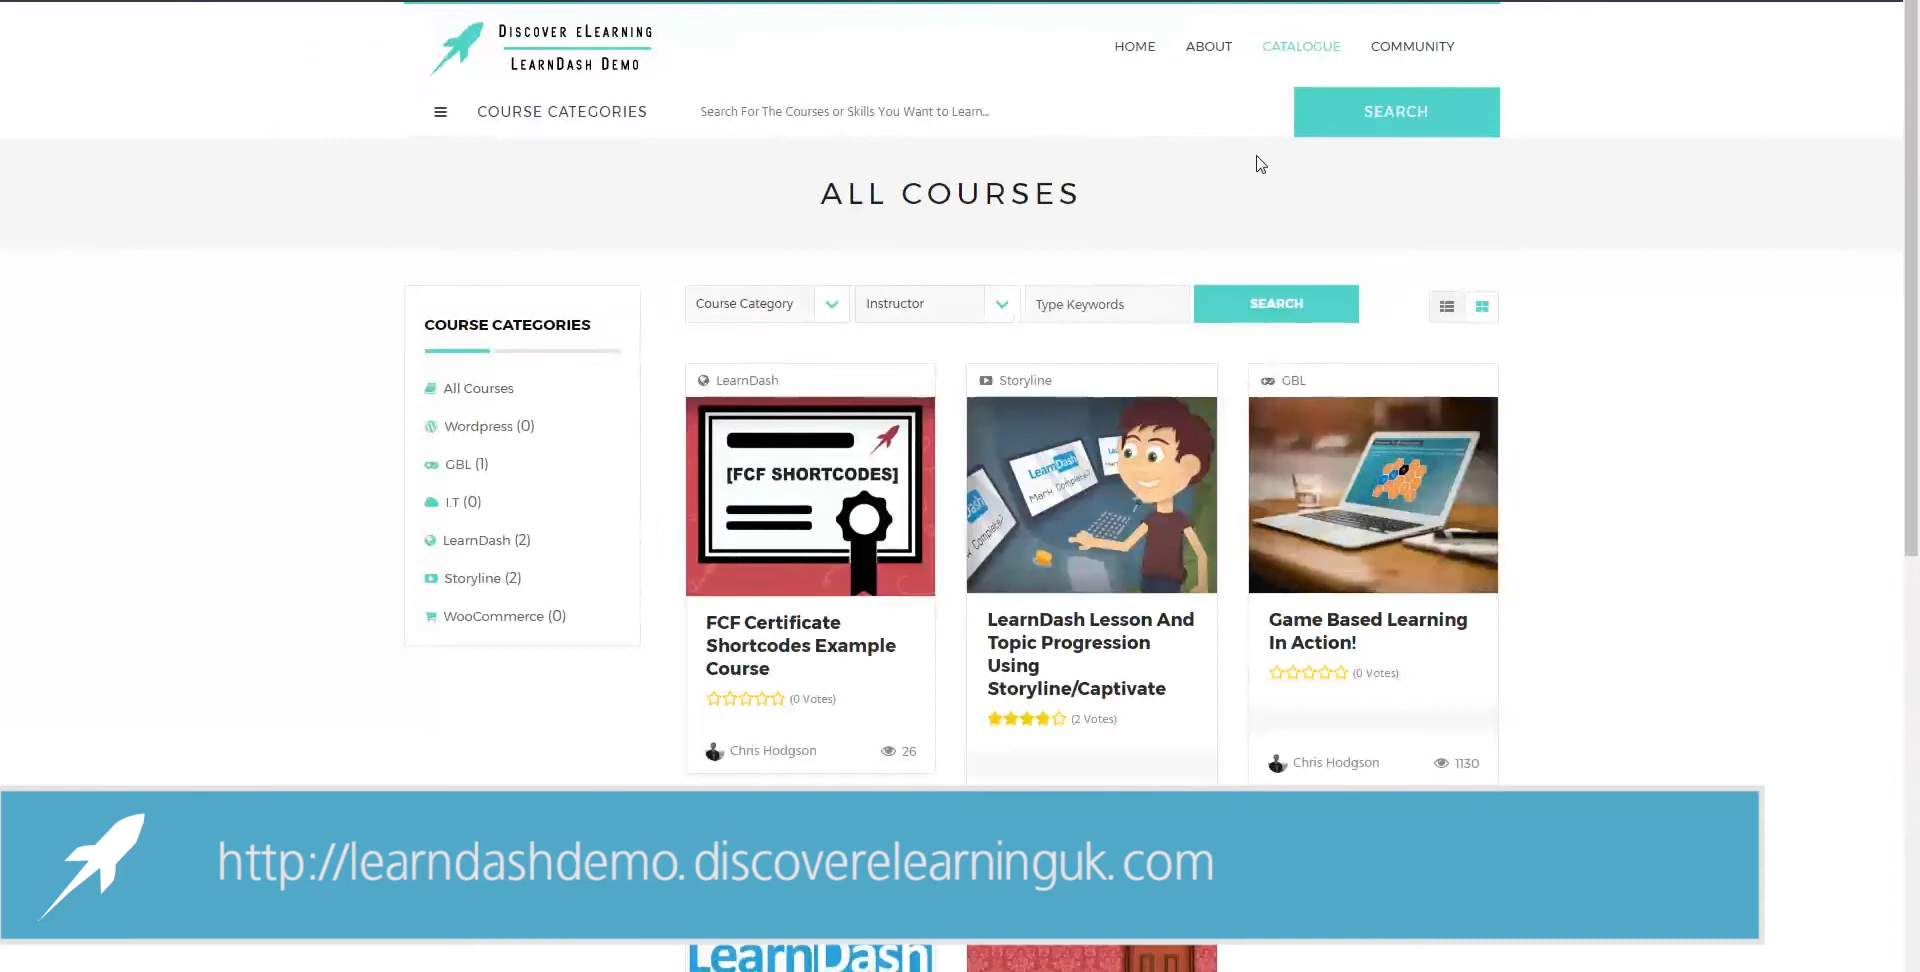 DISCOVER ELEARNING
LEARNDASH DEMO
HOME ABOUT CATALOGUE COMMUNITY
COURSE CATEGORIES
Search For The Courses or Skills You Want to Learn...
SEARCH
ALL COURSES
COURSE CATEGORIES
All Courses
Wordpress (0)
GBL (1)
I.T (0)
LearnDash (2)
Storyline (2)
WooCommerce (0)
Course Category
Instructor
Type Keywords
SEARCH
LearnDash
[FCF SHORTCODES]
FCF Certificate
Shortcodes Example
Course
(0 Votes)
Chris Hodgson
26
Storyline
LearnDash
Mark Complete
LearnDash Lesson And
Topic Progression
Using
Storyline/Captivate
(2 Votes)
GBL
Game Based Learning
In Action!
(0 Votes)
Chris Hodgson
1130
http://learndashdemo.discoverelearninguk.com
LearnDash